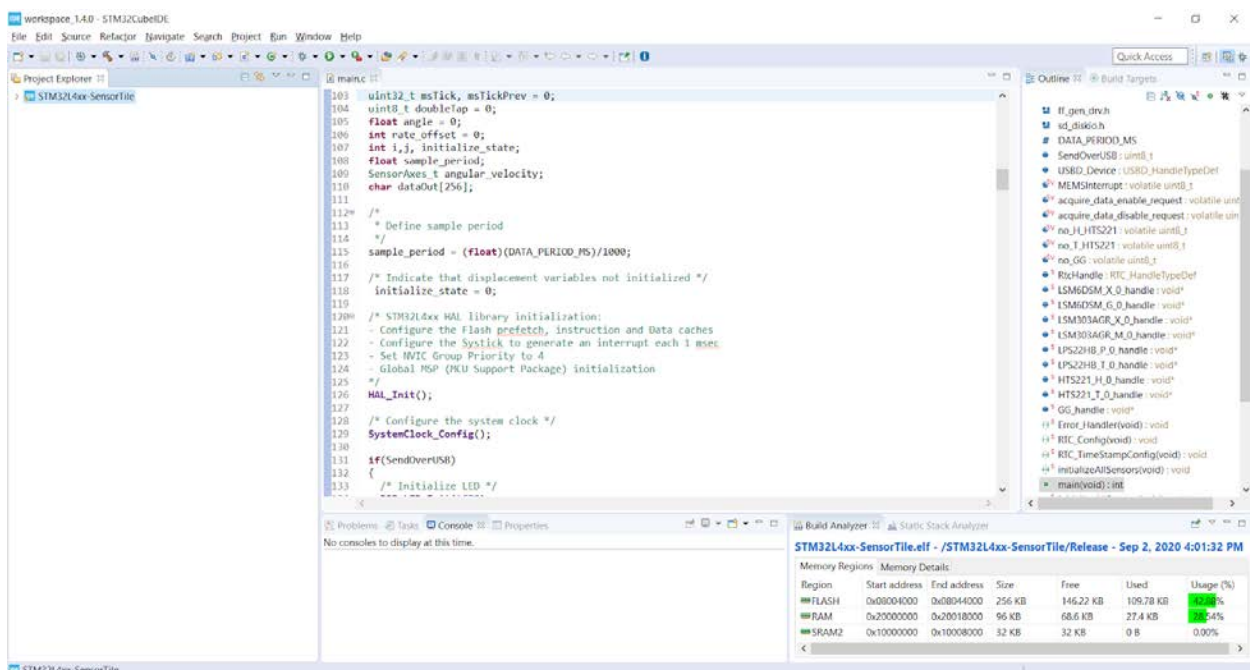 workspace_1.4.0 - STM32CubeIDE
File Edit Source Refactor Navigate Search Project Run Window Help
Quick Access
Project Explorer
STM32L4xx-SensorTile
main.c
103 uint32_t msTick, msTickPrev = 0;
104 uint8_t doubleTap = 0;
105 float angle = 0;
106 int rate_offset = 0;
107 int i,j, initialize_state;
108 float sample_period;
109 SensorAxes_t angular_velocity;
110 char dataOut[256];
111
112 /*
113 * Define sample period
114 */
115 sample_period = (float)(DATA_PERIOD_MS)/1000;
116
117 /* Indicate that displacement variables not initialized */
118 initialize_state = 0;
119
120 /* STM32L4xx HAL library initialization:
121 - Configure the Flash prefetch, instruction and Data caches
122 - Configure the Systick to generate an interrupt each 1 msec
123 - Set NVIC Group Priority to 4
124 - Global MSP (MCU Support Package) initialization
125 */
126 HAL_Init();
127
128 /* Configure the system clock */
129 SystemClock_Config();
130
131 if(SendOverUSB)
132 {
133 /* Initialize LED */
Outline Build Targets
ff_gen_drv.h
sd_diskio.h
DATA_PERIOD_MS
SendOverUSB : uint8_t
USBD_Device : USBD_HandleTypeDef
MEMSInterrupt : volatile uint8_t
acquire_data_enable_request : volatile uint
acquire_data_disable_request : volatile uin
no_H_HTS221 : volatile uint8_t
no_T_HTS221 : volatile uint8_t
no_GG : volatile uint8_t
RtcHandle : RTC_HandleTypeDef
LSM6DSM_X_0_handle : void*
LSM6DSM_G_0_handle : void*
LSM303AGR_X_0_handle : void*
LSM303AGR_M_0_handle : void*
LPS22HB_P_0_handle : void*
LPS22HB_T_0_handle : void*
HTS221_H_0_handle : void*
HTS221_T_0_handle : void*
GG_handle : void*
Error_Handler(void) : void
RTC_Config(void) : void
RTC_TimeStampConfig(void) : void
initializeAllSensors(void) : void
main(void) : int
Problems Tasks Console Properties
No consoles to display at this time.
Build Analyzer Static Stack Analyzer
STM32L4xx-SensorTile.elf - /STM32L4xx-SensorTile/Release - Sep 2, 2020 4:01:32 PM
Memory Regions Memory Details
Region Start address End address Size Free Used Usage (%)
FLASH 0x08004000 0x08044000 256 KB 146.22 KB 109.78 KB 42.88%
RAM 0x20000000 0x20018000 96 KB 68.6 KB 27.4 KB 28.54%
SRAM2 0x10000000 0x10008000 32 KB 32 KB 0 B 0.00%
STM32L4xx-SensorTile